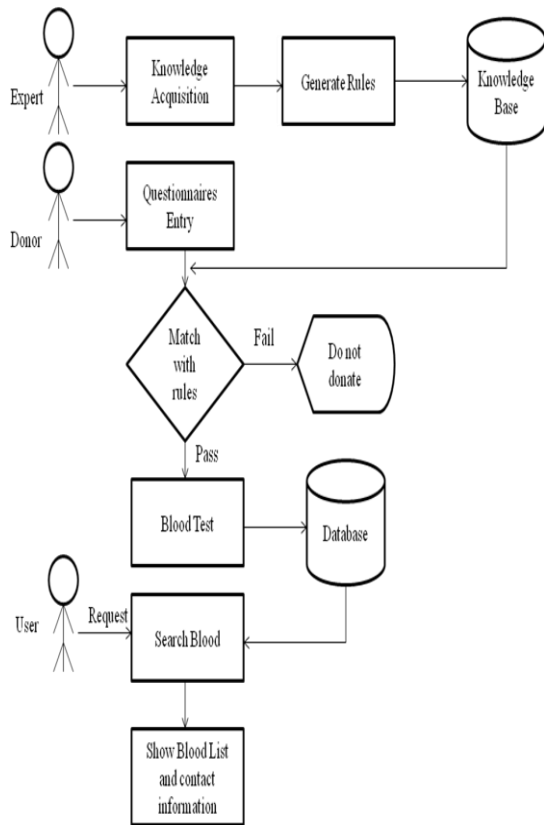 Expert
Knowledge
Acquisition
Generate Rules
Knowledge
Base
Donor
Questionnaires
Entry
Match
with
rules
Fail
Do not
donate
Pass
Blood Test
Database
User
Request
Search Blood
Show Blood List
and contact
information